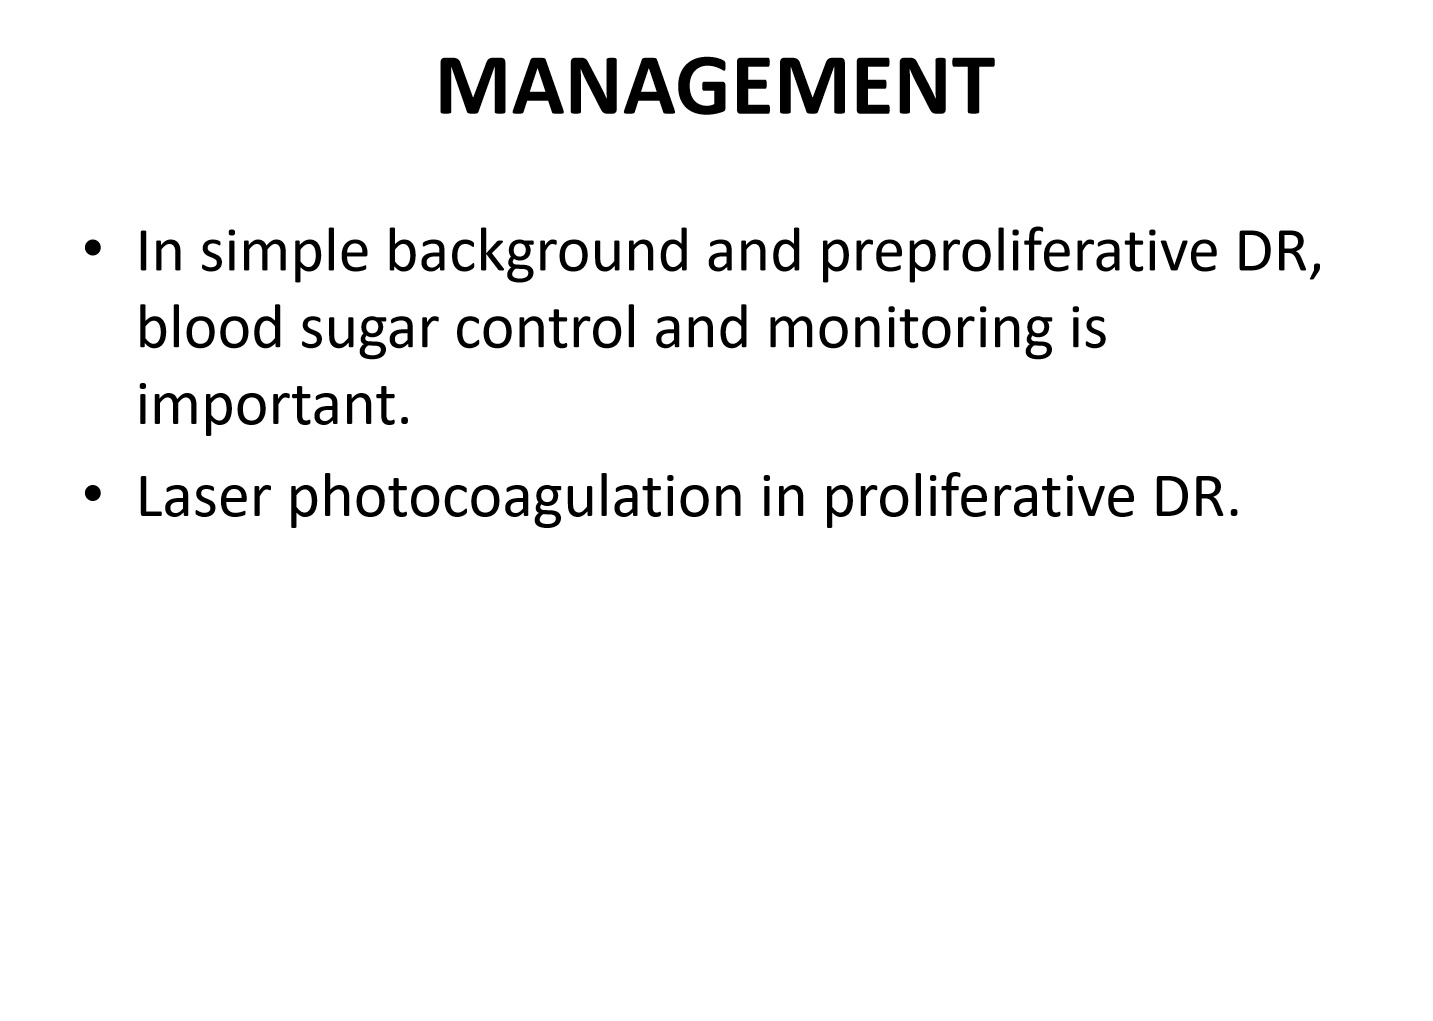 MANAGEMENT
• In simple background and preproliferative DR,
blood sugar control and monitoring is
important.
• Laser photocoagulation in proliferative DR.